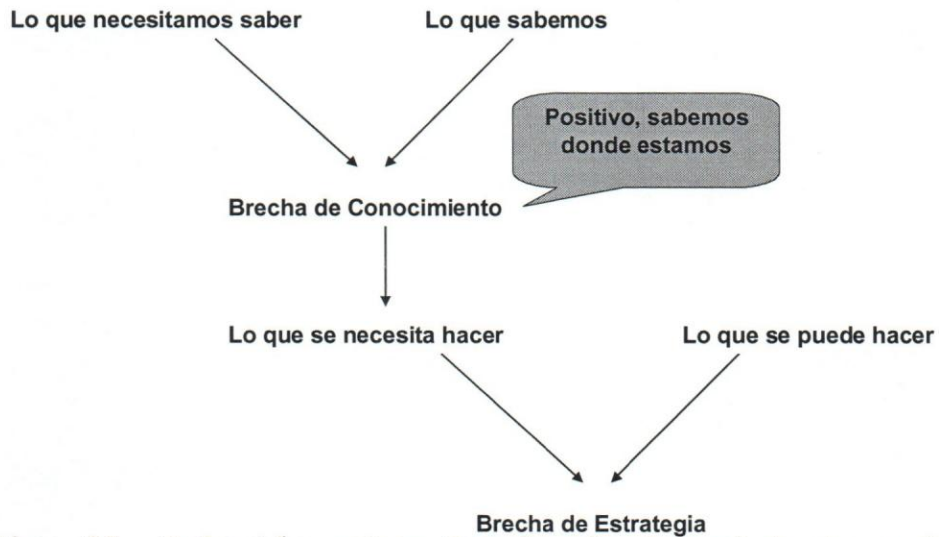 Lo que necesitamos saber
Lo que sabemos
Positivo, sabemos
donde estamos
Brecha de Conocimiento
Lo que se necesita hacer
Lo que se puede hacer
Brecha de Estrategia